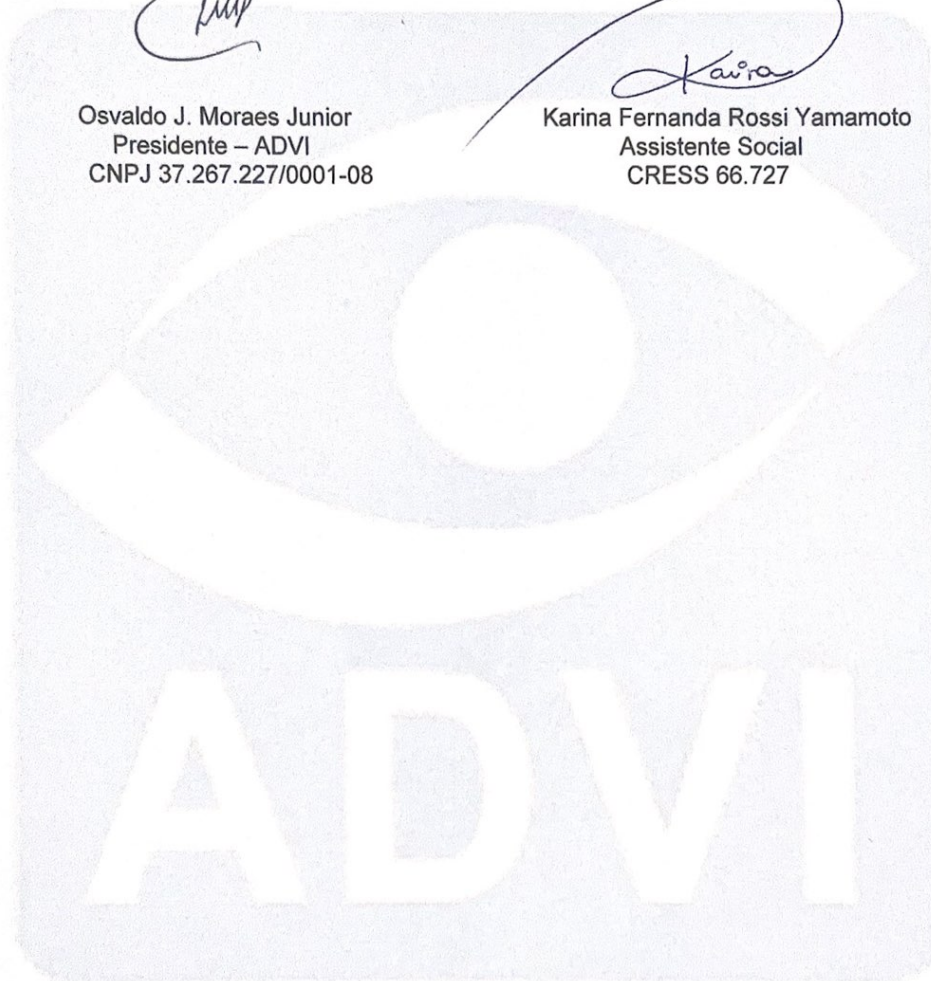 Osvaldo J. Moraes Junior
Presidente – ADVI
CNPJ 37.267.227/0001-08
Karina Fernanda Rossi Yamamoto
Assistente Social
CRESS 66.727
ADVI